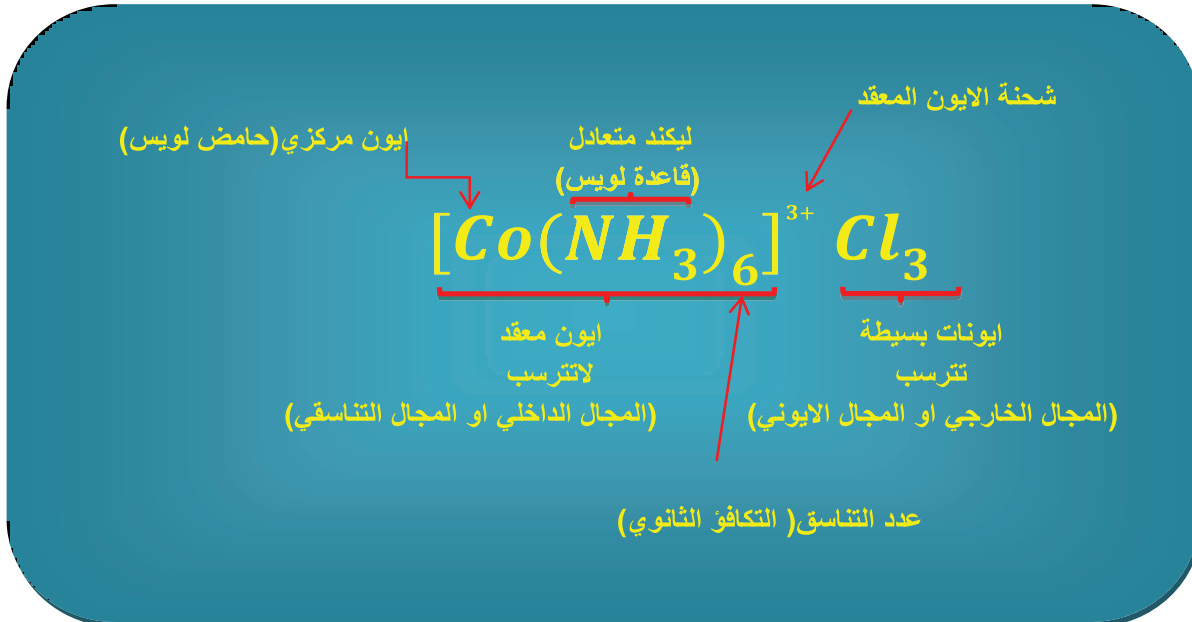 شحنة الايون المعقد
ايون مركزي(حامض لويس)
ليكند متعادل
(قاعدة لويس)
[Co(NH₃)₆]³⁺ Cl₃
ايون معقد
لاتترسب
(المجال الداخلي او المجال التناسقي)
ايونات بسيطة
تترسب
(المجال الخارجي او المجال الايوني)
عدد التناسق( التكافؤ الثانوي)